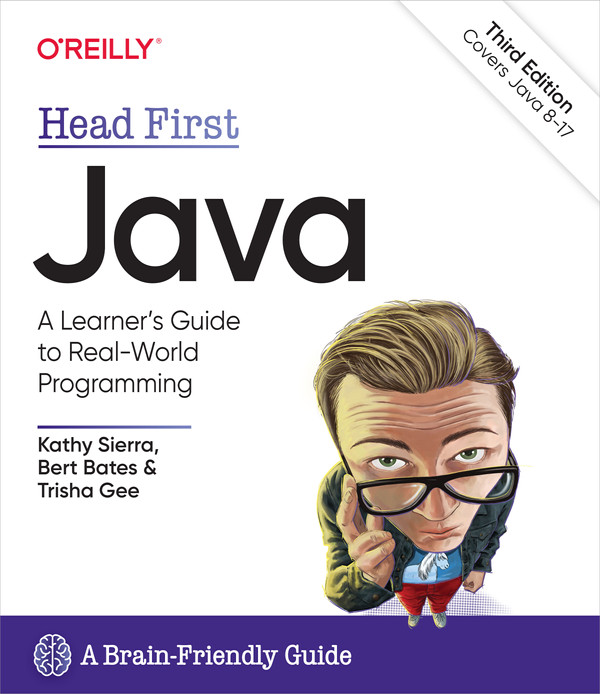 O'REILLY®
Third Edition
Covers Java 8-17
Head First
Java
A Learner's Guide
to Real-World
Programming
Kathy Sierra,
Bert Bates &
Trisha Gee
A Brain-Friendly Guide